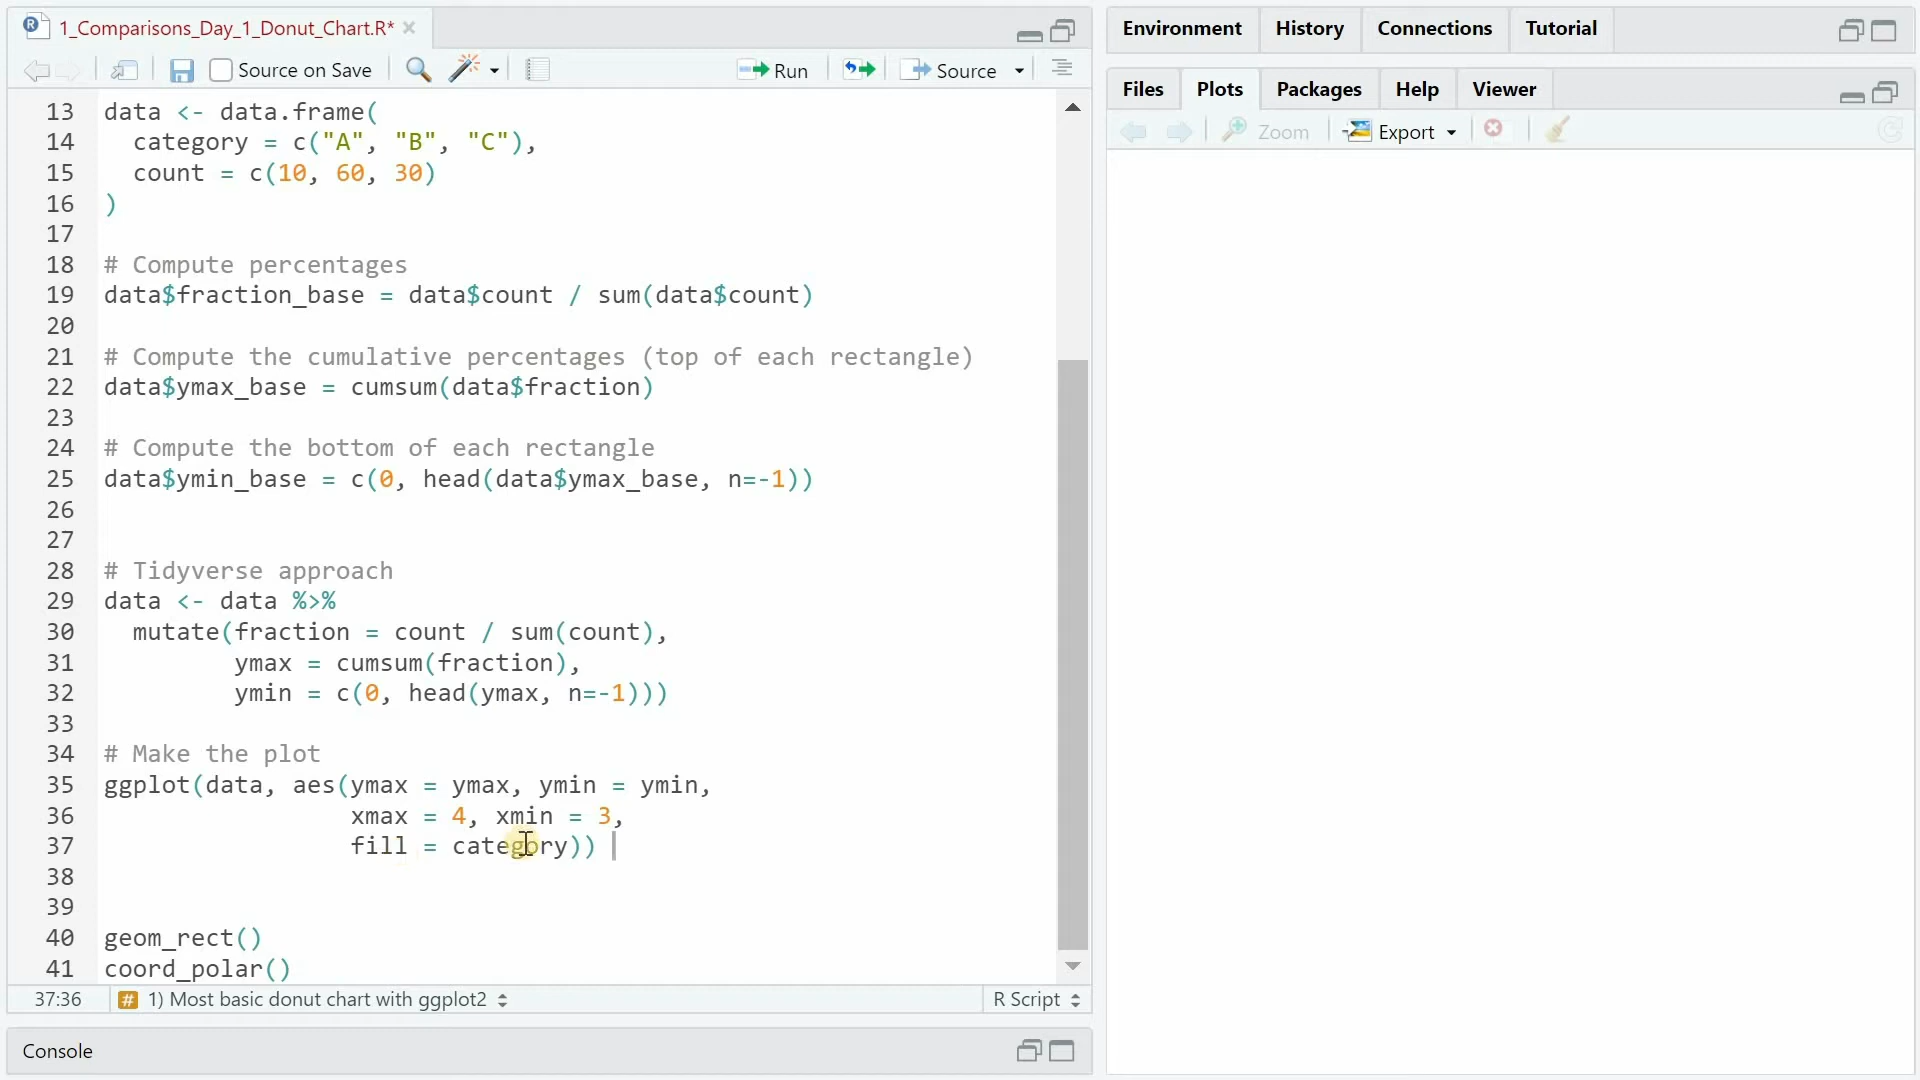 1_Comparisons_Day_1_Donut_Chart.R*
Source on Save
Run
Source
13 data <- data.frame(
14   category = c("A", "B", "C"),
15   count = c(10, 60, 30)
16 )
17
18 # Compute percentages
19 data$fraction_base = data$count / sum(data$count)
20
21 # Compute the cumulative percentages (top of each rectangle)
22 data$ymax_base = cumsum(data$fraction)
23
24 # Compute the bottom of each rectangle
25 data$ymin_base = c(0, head(data$ymax_base, n=-1))
26
27
28 # Tidyverse approach
29 data <- data %>%
30   mutate(fraction = count / sum(count),
31          ymax = cumsum(fraction),
32          ymin = c(0, head(ymax, n=-1)))
33
34 # Make the plot
35 ggplot(data, aes(ymax = ymax, ymin = ymin,
36                  xmax = 4, xmin = 3,
37                  fill = category))
38
39
40 geom_rect()
41 coord_polar()
37:36 # 1) Most basic donut chart with ggplot2 R Script
Console
Environment History Connections Tutorial
Files Plots Packages Help Viewer
Zoom Export